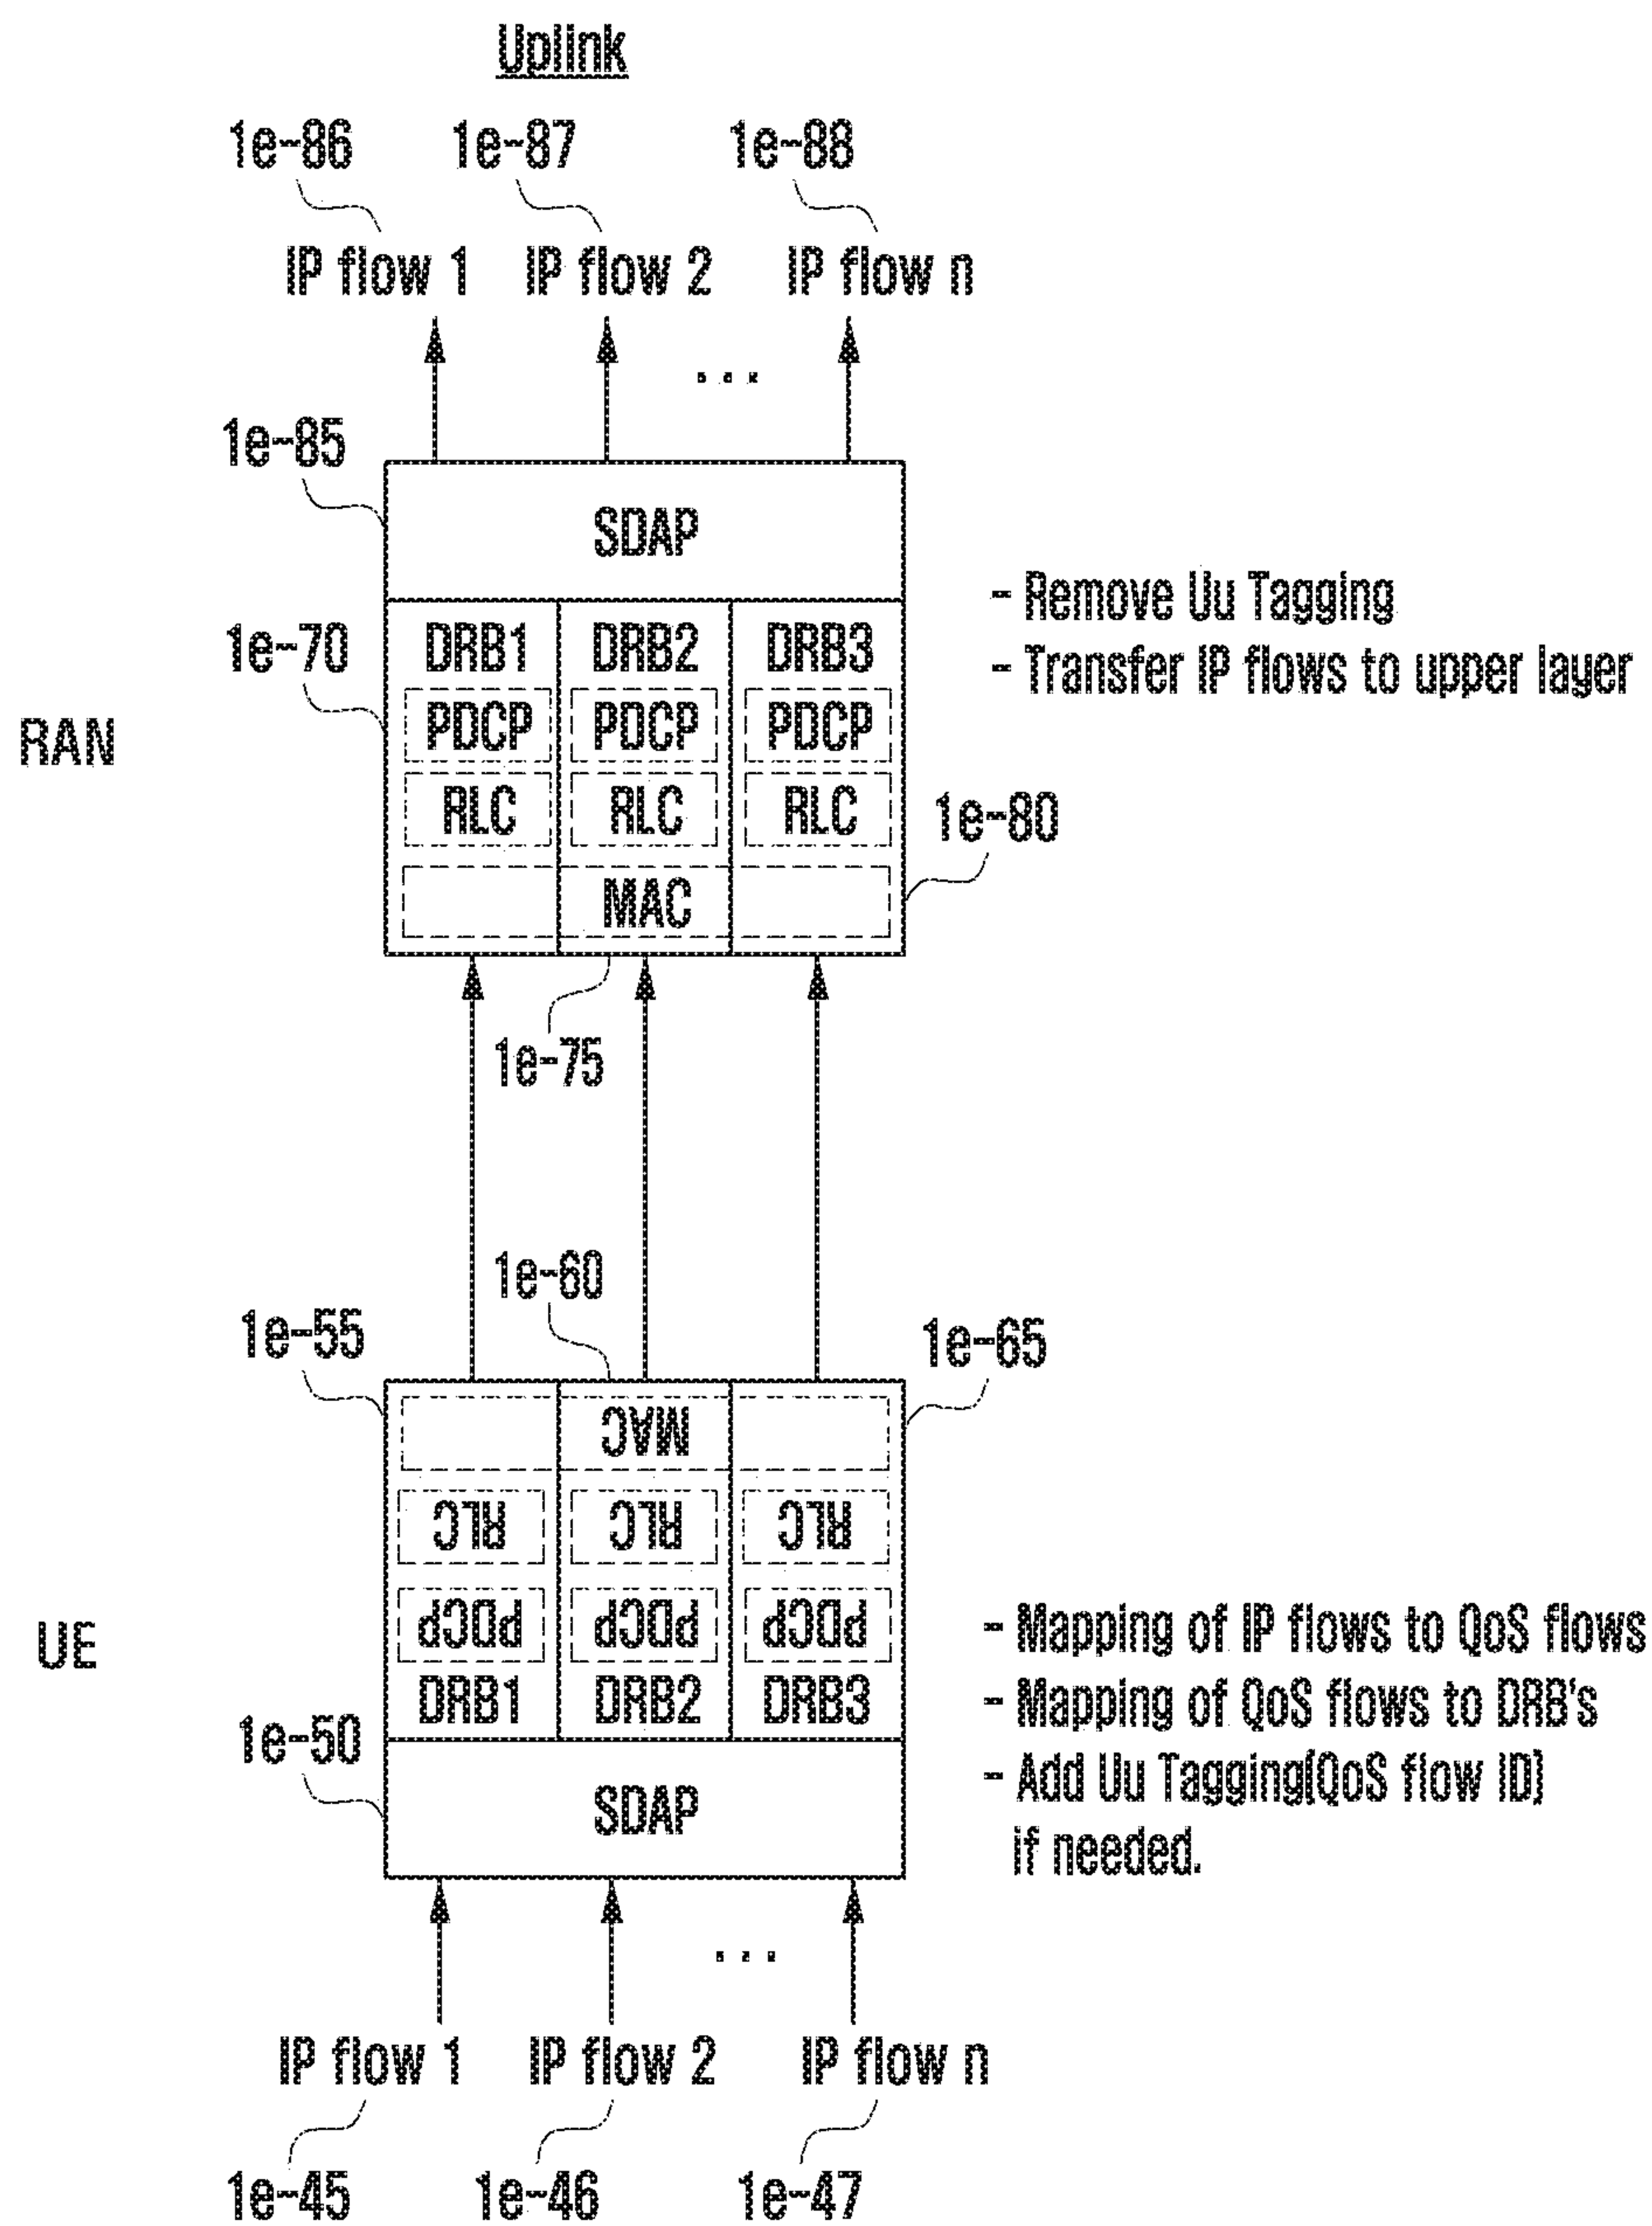 Uplink
1e-86 1e-87 1e-88
IP flow 1 IP flow 2 IP flow n
...
1e-85
SDAP
- Remove Uu Tagging
- Transfer IP flows to upper layer
1e-70
DRB1 DRB2 DRB3
RAN
PDCP PDCP PDCP
RLC RLC RLC
1e-80
MAC
1e-75
1e-60
1e-55
1e-65
MAC
RLC RLC RLC
PDCP PDCP PDCP
UE
DRB1 DRB2 DRB3
- Mapping of IP flows to QoS flows
- Mapping of QoS flows to DRB's
- Add Uu Tagging(QoS flow ID)
if needed.
1e-50
SDAP
...
IP flow 1 IP flow 2 IP flow n
1e-45 1e-46 1e-47